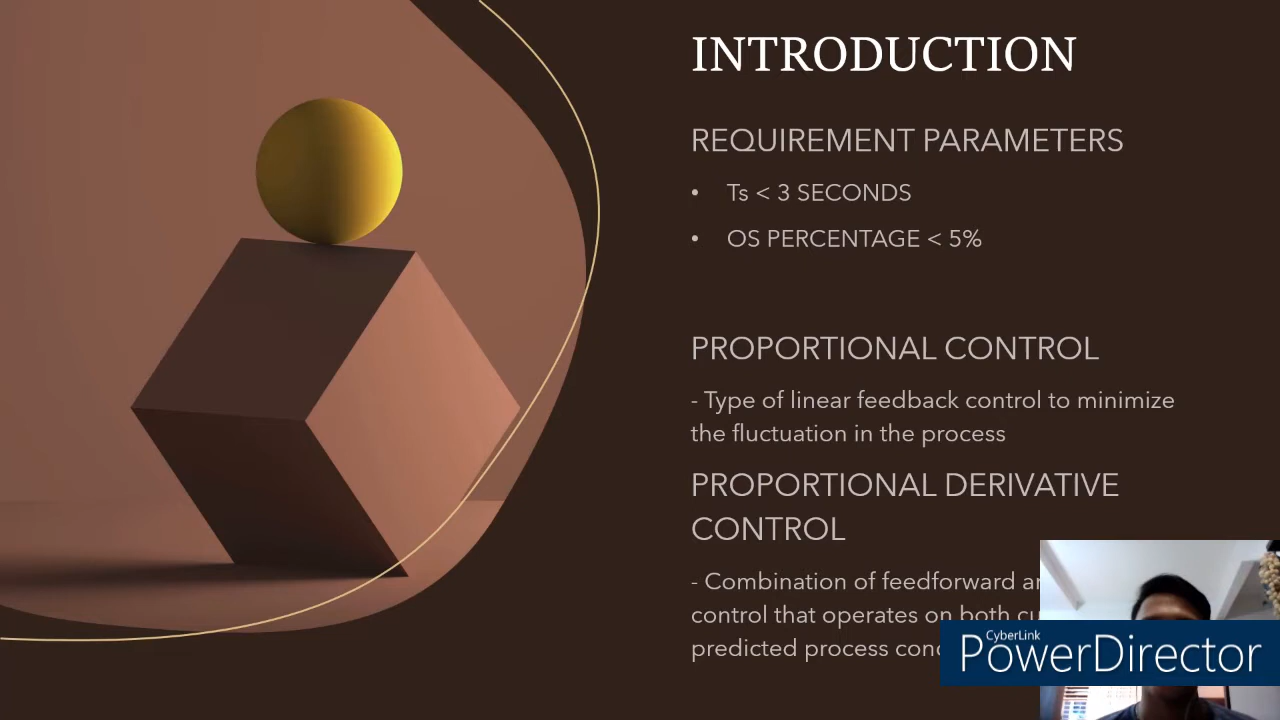 INTRODUCTION
REQUIREMENT PARAMETERS
• Ts < 3 SECONDS
• OS PERCENTAGE < 5%
PROPORTIONAL CONTROL
- Type of linear feedback control to minimize
the fluctuation in the process
PROPORTIONAL DERIVATIVE
CONTROL
- Combination of feedforward
control that operates on both
predicted process
CyberLink
PowerDirector